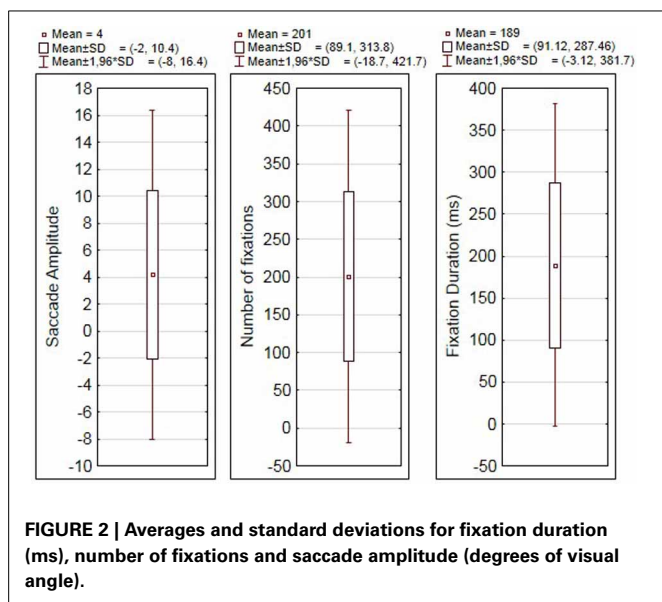 Mean = 4
Mean±SD = (-2, 10.4)
Mean±1,96*SD = (-8, 16.4)
18
16
14
12
10
8
6
4
2
0
-2
-4
-6
-8
-10
Saccade Amplitude
Mean = 201
Mean±SD = (89.1, 313.8)
Mean±1,96*SD = (-18.7, 421.7)
450
400
350
300
250
200
150
100
50
0
-50
Number of fixations
Mean = 189
Mean±SD = (91.12, 287.46)
Mean±1,96*SD = (-3.12, 381.7)
400
350
300
250
200
150
100
50
0
-50
Fixation Duration (ms)
FIGURE 2 | Averages and standard deviations for fixation duration
(ms), number of fixations and saccade amplitude (degrees of visual
angle).